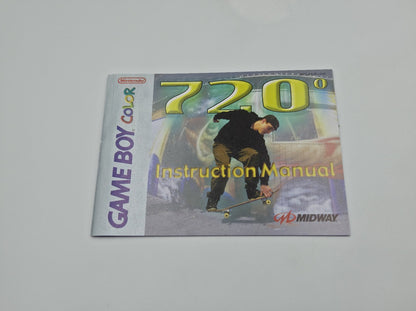 Nintendo
GAME BOY COLOR
720°
Instruction Manual
MIDWAY